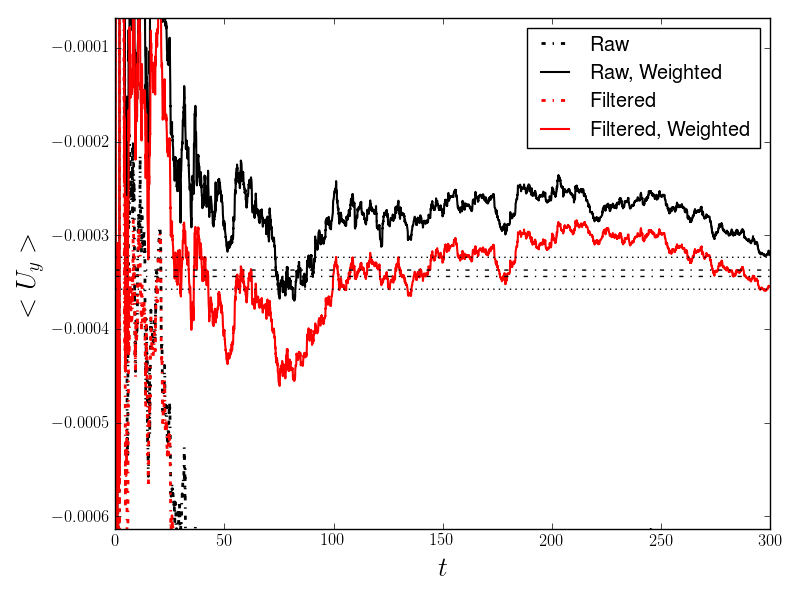 Raw
Raw, Weighted
Filtered
Filtered, Weighted
−0.0001
−0.0002
−0.0003
−0.0004
−0.0005
−0.0006
< U_y >
0 50 100 150 200 250 300
t